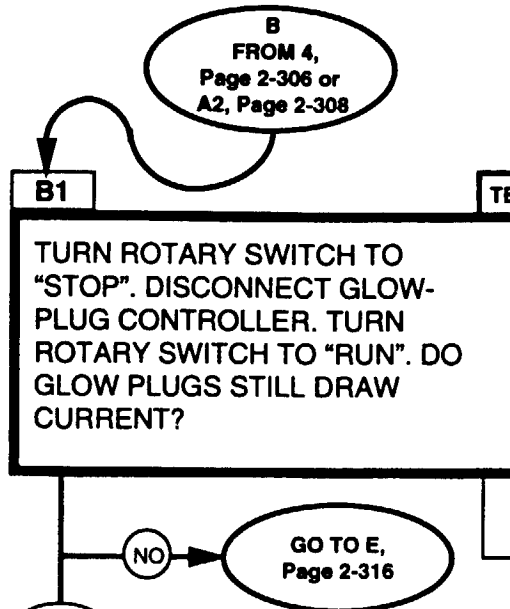 B
FROM 4,
Page 2-306 or
A2, Page 2-308
B1
TURN ROTARY SWITCH TO
“STOP”. DISCONNECT GLOW-
PLUG CONTROLLER. TURN
ROTARY SWITCH TO “RUN”. DO
GLOW PLUGS STILL DRAW
CURRENT?
NO
GO TO E,
Page 2-316